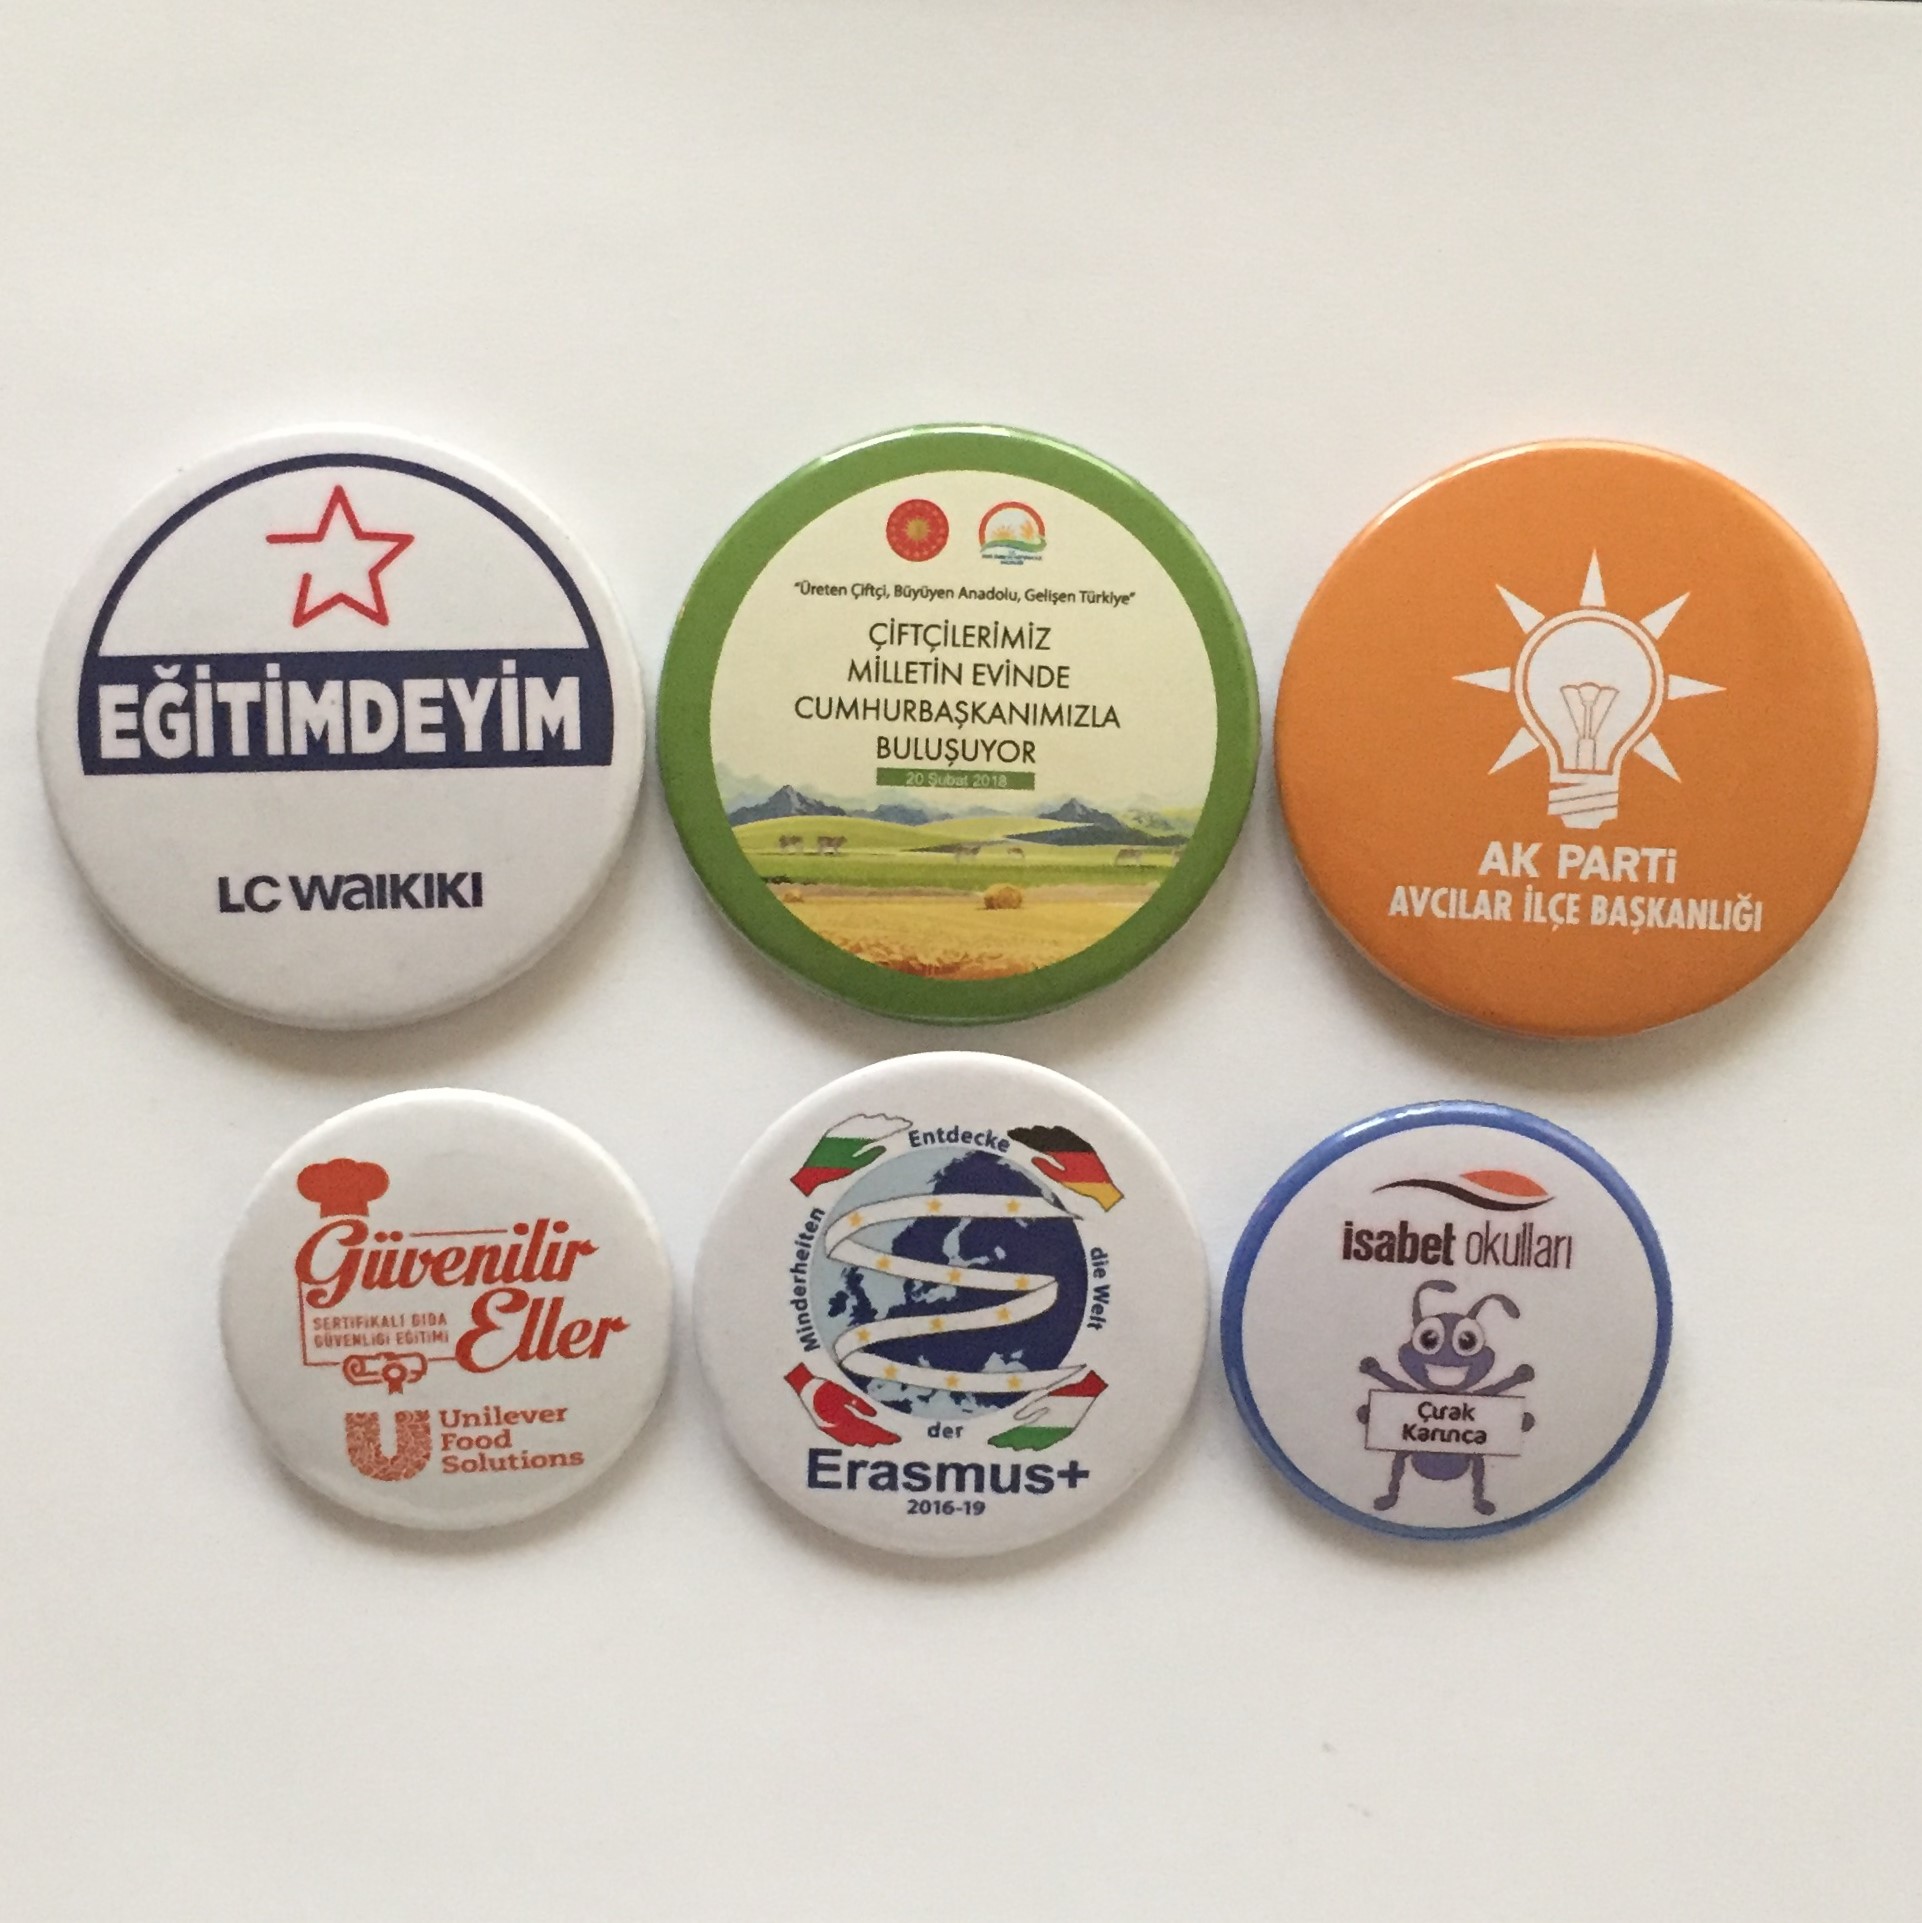 EĞİTİMDEYİM
LC WAIKIKI
"Üreten Çiftçi, Büyüyen Anadolu, Gelişen Türkiye"
ÇİFTÇİLERİMİZ
MİLLETİN EVİNDE
CUMHURBAŞKANIMIZLA
BULUŞUYOR
20 Şubat 2018
AK PARTİ
AVCILAR İLÇE BAŞKANLIĞI
Güvenilir
Eller
SERTİFİKALI GIDA
GÜVENLİĞİ EĞİTİMİ
Unilever
Food
Solutions
Entdecke
die Welt
der
Minderheiten
Erasmus+
2016-19
isabet okulları
Çırak
Karınca